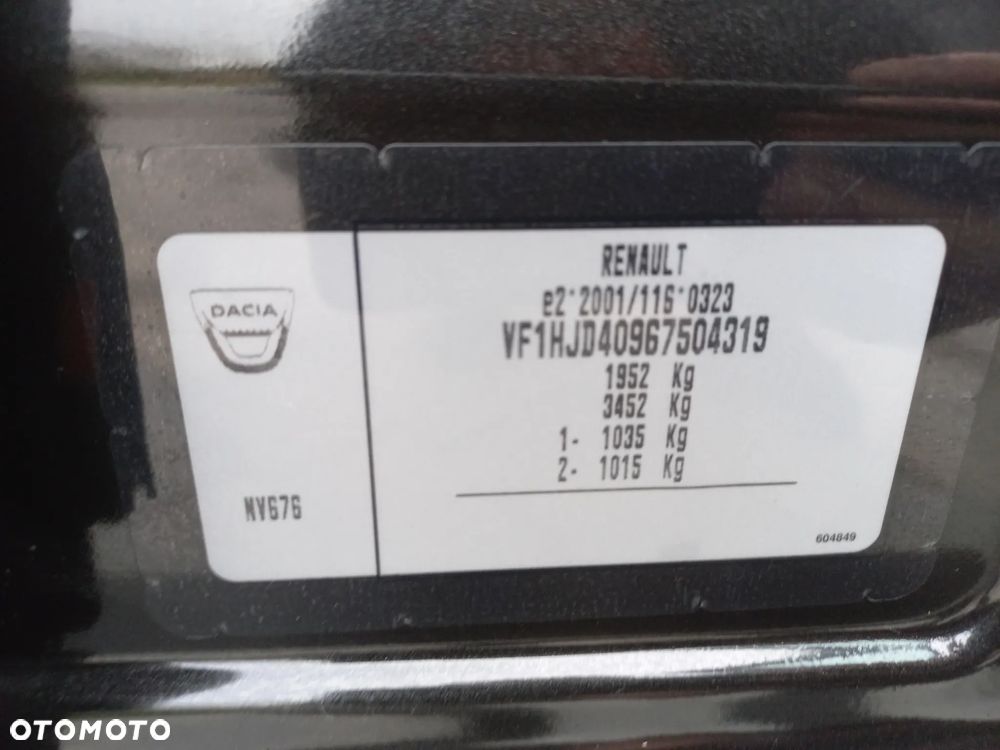 DACIA
NV676
RENAULT
e2*2001/116*0323
VF1HJD40967504319
1952 Kg
3452 Kg
1- 1035 Kg
2- 1015 Kg
604849
OTOMOTO